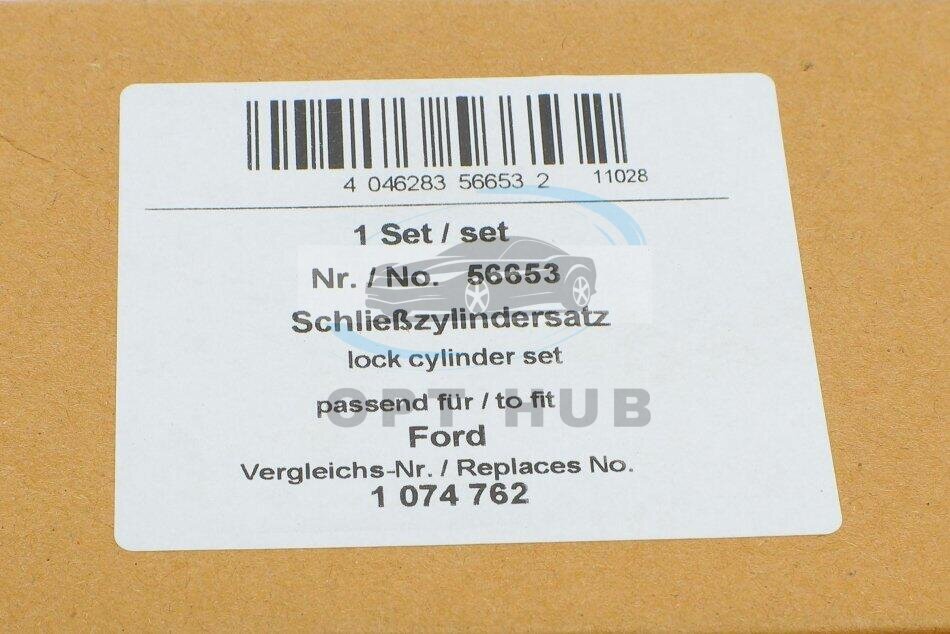 4 046283 56653 2 11028
1 Set / set
Nr. / No. 56653
Schließzylindersatz
lock cylinder set
OPT HUB
passend für / to fit
Ford
Vergleichs-Nr. / Replaces No.
1 074 762